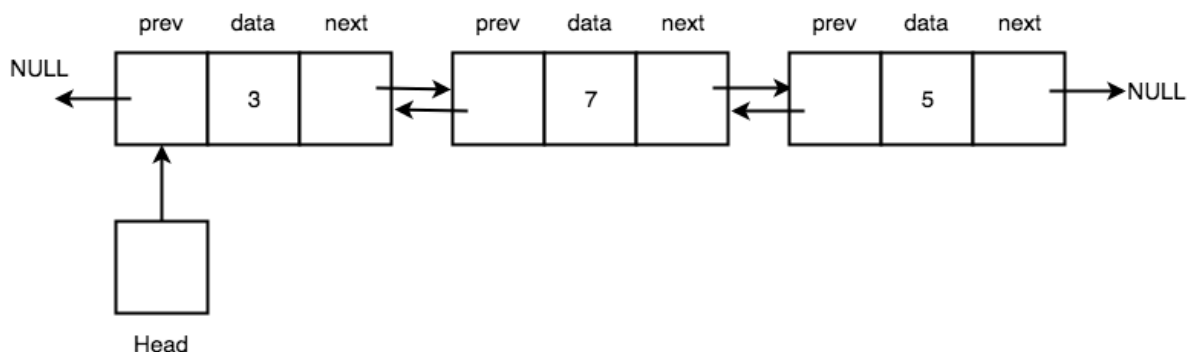 prev data next prev data next prev data next
NULL
3 7 5
NULL
Head